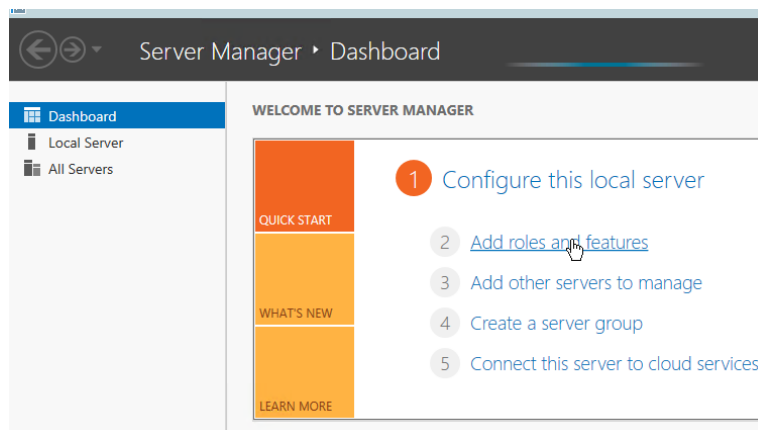 Server Manager ‣ Dashboard
Dashboard
Local Server
All Servers
WELCOME TO SERVER MANAGER
QUICK START
WHAT'S NEW
LEARN MORE
1 Configure this local server
2 Add roles and features
3 Add other servers to manage
4 Create a server group
5 Connect this server to cloud services